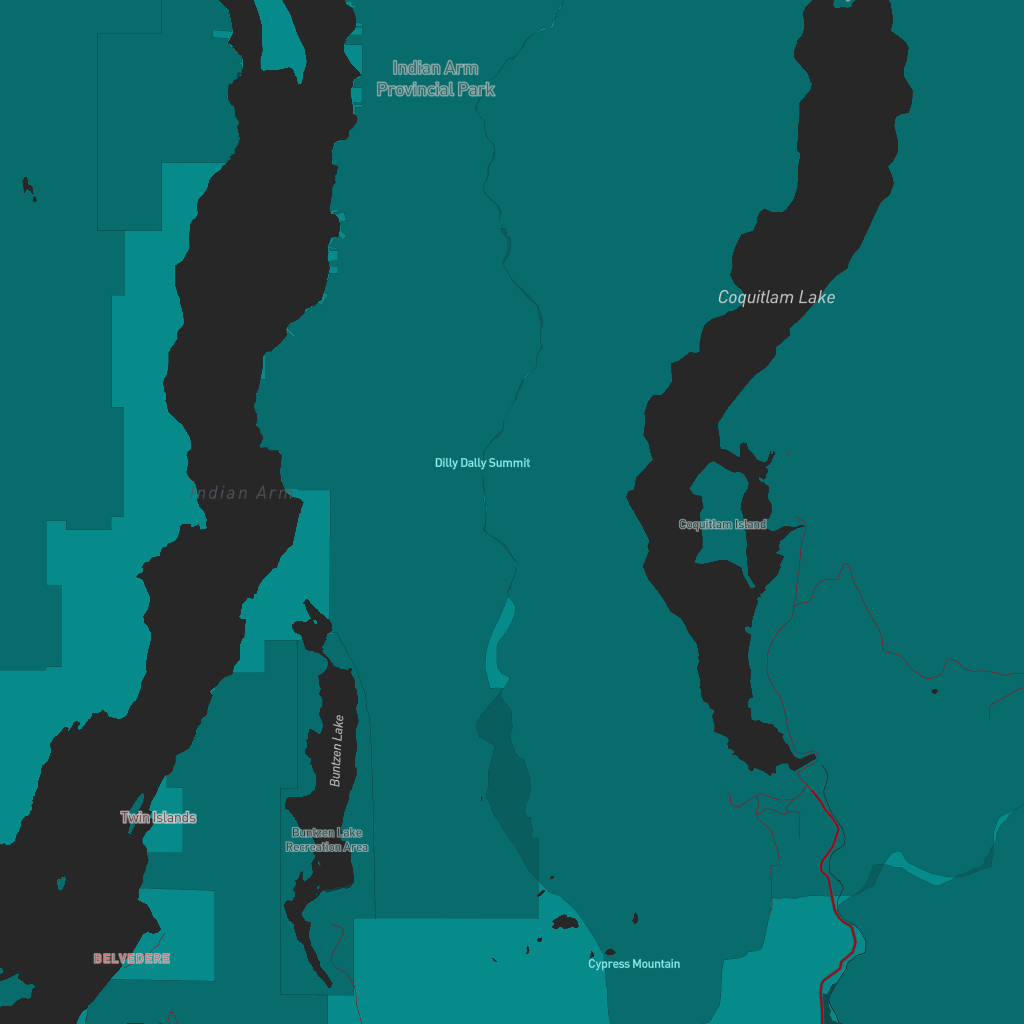 Indian Arm
Provincial Park
Coquitlam Lake
Dilly Dally Summit
Indian Arm
Coquitlam Island
Buntzen Lake
Twin Islands
Buntzen Lake
Recreation Area
BELVEDERE
Cypress Mountain